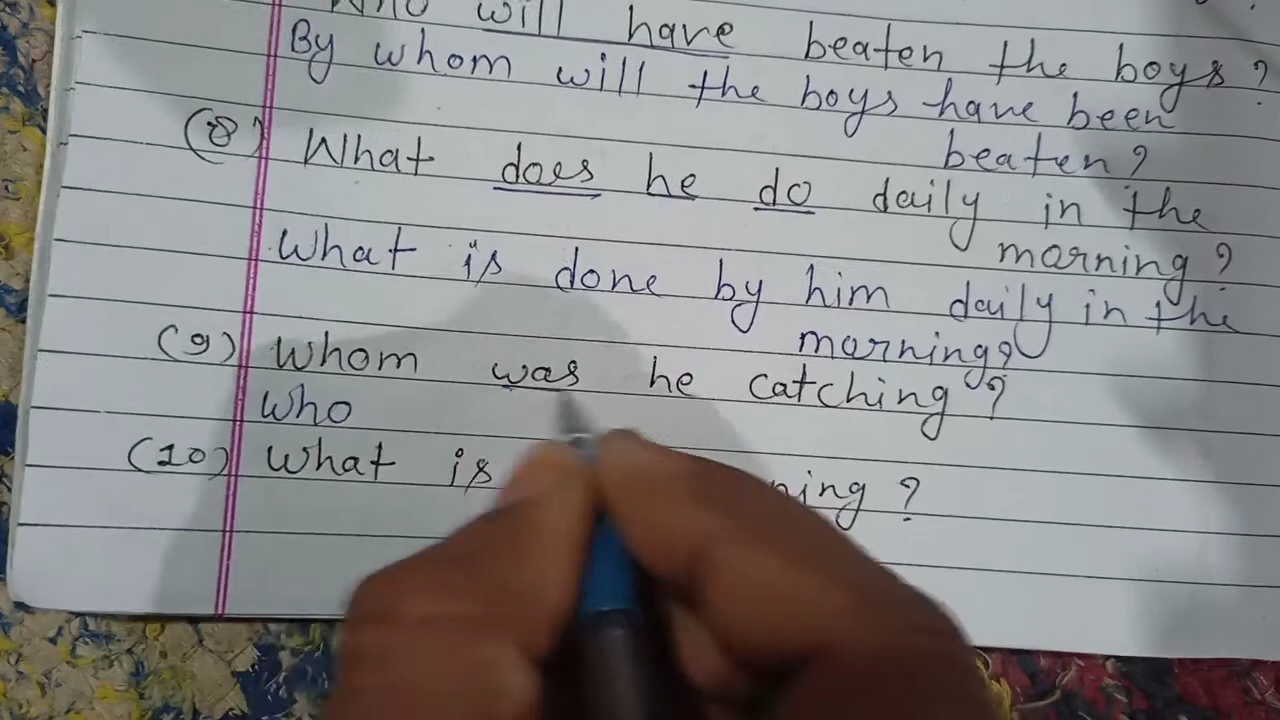 will have beaten the boys?
By whom will the boys have been
beaten?
(8) What does he do daily in the
morning?
What is done by him daily in the
morning?
(9) Whom was he catching?
Who
(10) What is